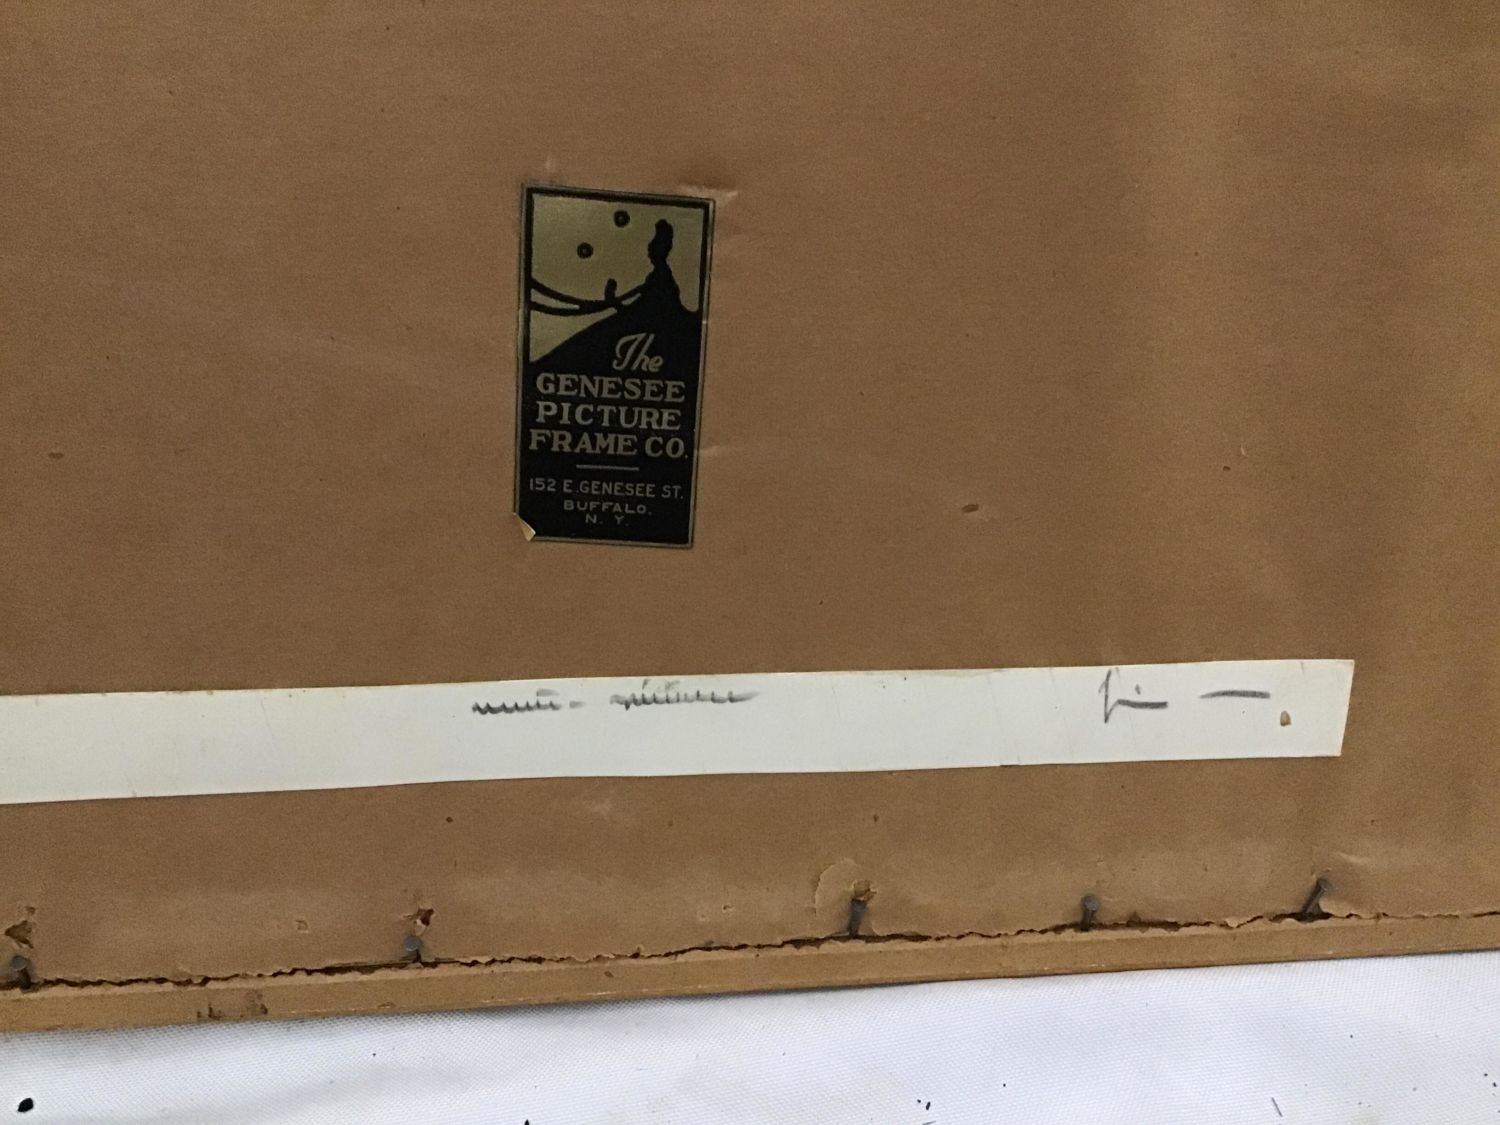 The
GENESEE
PICTURE
FRAME CO.
152 E. GENESEE ST.
BUFFALO,
N. Y.